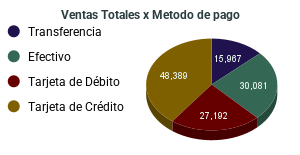 Ventas Totales x Metodo de pago
Transferencia
Efectivo
Tarjeta de Débito
Tarjeta de Crédito
15,967
30,081
27,192
48,389